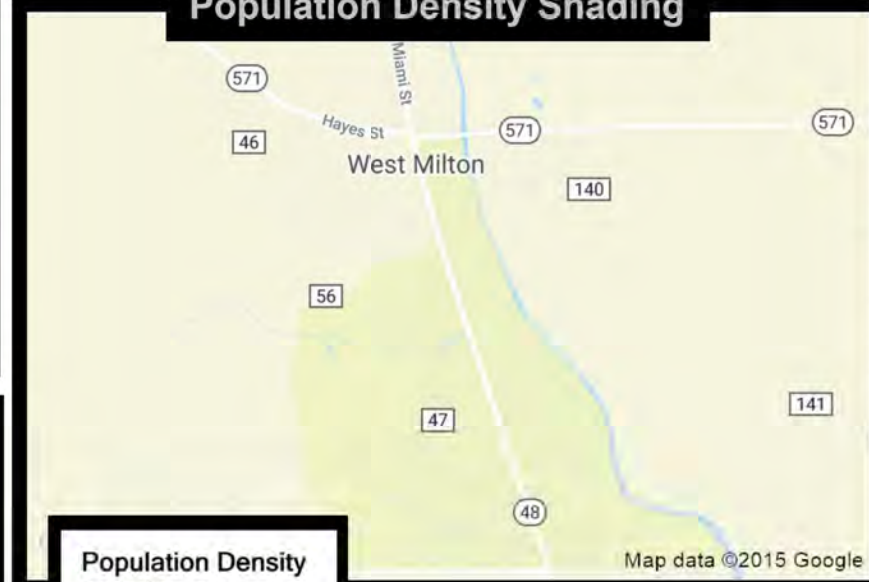 Population Density Shading
Miami St
571
Hayes St
571
571
46
West Milton
140
56
141
47
48
Population Density
Map data ©2015 Google